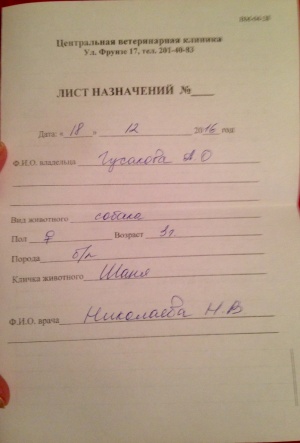 Центральная ветеринарная клиника
Ул. Фрунзе 17, тел. 201-40-83
ЛИСТ НАЗНАЧЕНИЙ №
Дата: «18» 12 2016 год
Ф.И.О. владельца Гусакова А О
Вид животного собака
Пол ♀ Возраст 3г
Порода б/п
Кличка животного Шаня
Ф.И.О. врача Николаева Н.В